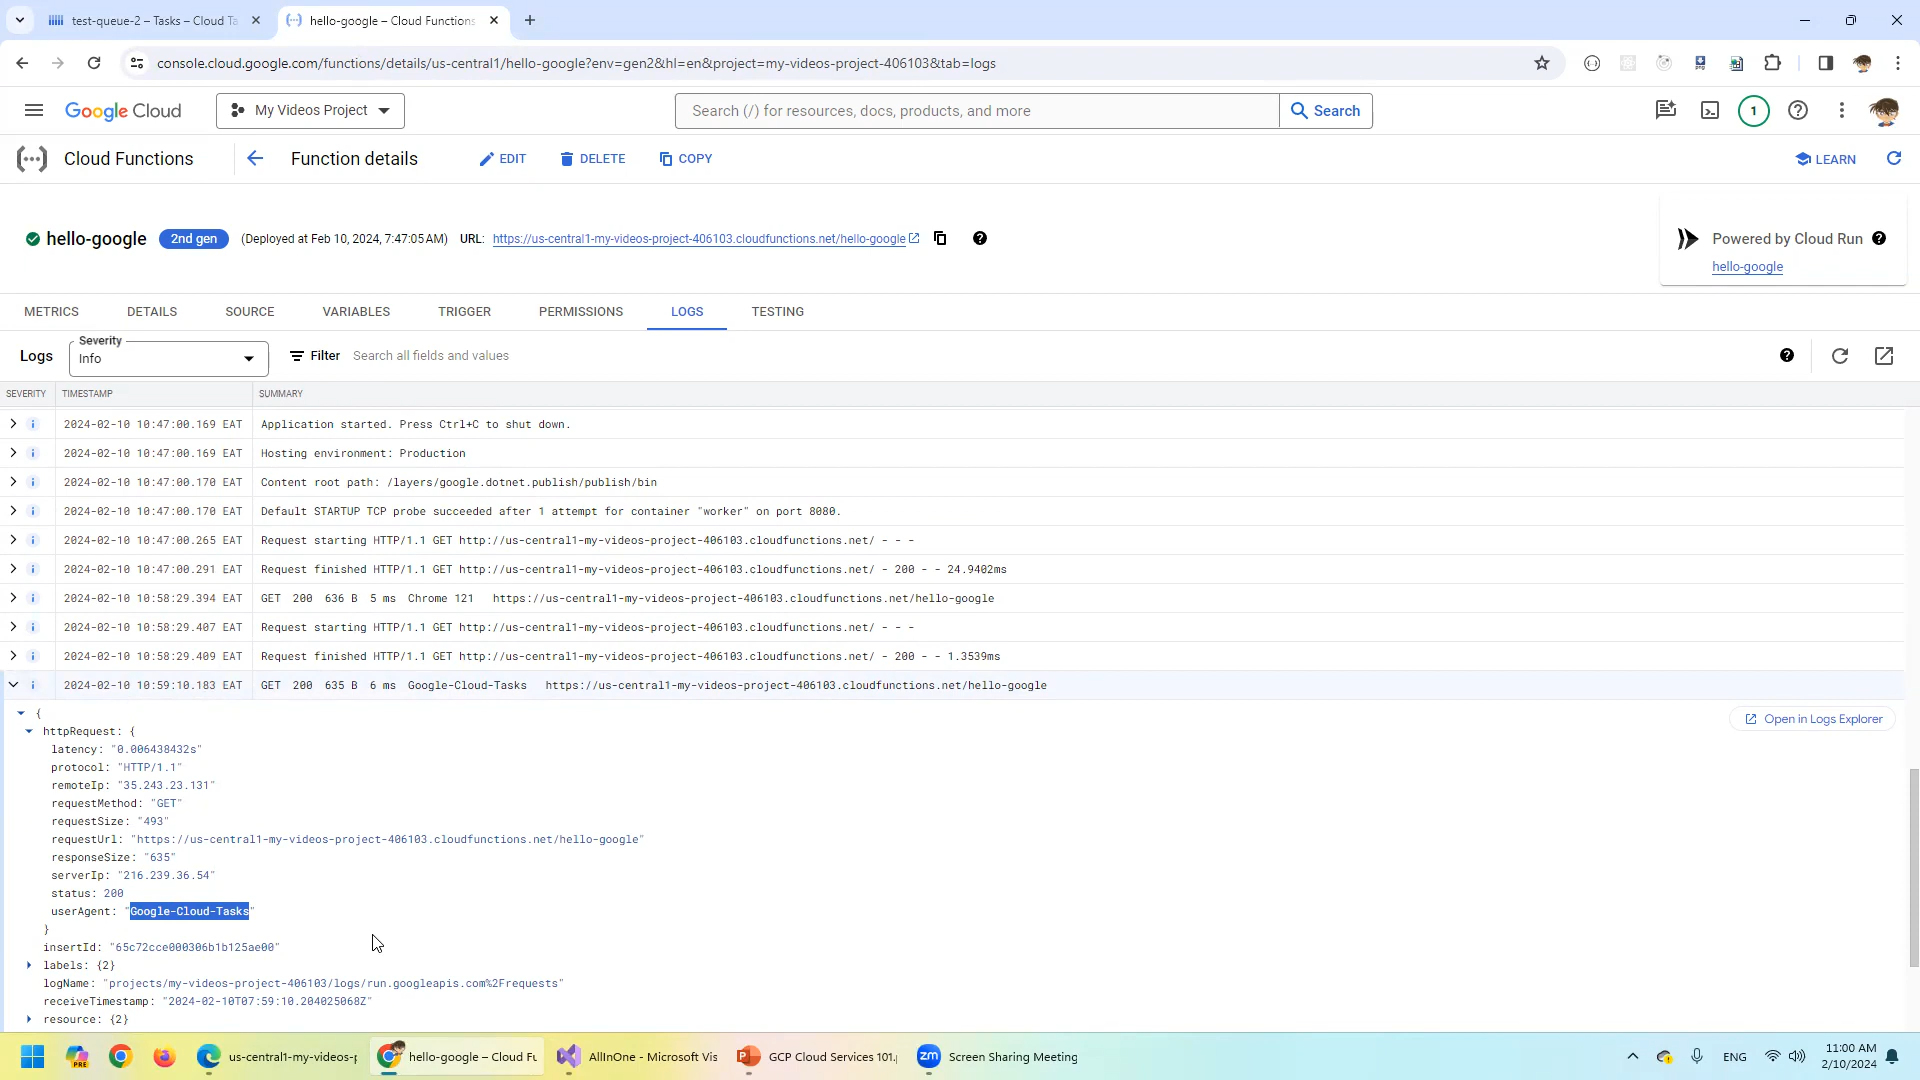 test-queue-2 – Tasks – Cloud Ta
hello-google – Cloud Functions
console.cloud.google.com/functions/details/us-central1/hello-google?env=gen2&hl=en&project=my-videos-project-406103&tab=logs
Google Cloud
My Videos Project
Search (/) for resources, docs, products, and more
Search
1
Cloud Functions
Function details
EDIT
DELETE
COPY
LEARN
hello-google
2nd gen
(Deployed at Feb 10, 2024, 7:47:05 AM)
URL:
https://us-central1-my-videos-project-406103.cloudfunctions.net/hello-google
Powered by Cloud Run
hello-google
METRICS
DETAILS
SOURCE
VARIABLES
TRIGGER
PERMISSIONS
LOGS
TESTING
Logs
Severity
Info
Filter
Search all fields and values
SEVERITY
TIMESTAMP
SUMMARY
2024-02-10 10:47:00.169 EAT Application started. Press Ctrl+C to shut down.
2024-02-10 10:47:00.169 EAT Hosting environment: Production
2024-02-10 10:47:00.170 EAT Content root path: /layers/google.dotnet.publish/publish/bin
2024-02-10 10:47:00.170 EAT Default STARTUP TCP probe succeeded after 1 attempt for container "worker" on port 8080.
2024-02-10 10:47:00.265 EAT Request starting HTTP/1.1 GET http://us-central1-my-videos-project-406103.cloudfunctions.net/ - - -
2024-02-10 10:47:00.291 EAT Request finished HTTP/1.1 GET http://us-central1-my-videos-project-406103.cloudfunctions.net/ - 200 - - 24.9402ms
2024-02-10 10:58:29.394 EAT GET 200 636 B 5 ms Chrome 121 https://us-central1-my-videos-project-406103.cloudfunctions.net/hello-google
2024-02-10 10:58:29.407 EAT Request starting HTTP/1.1 GET http://us-central1-my-videos-project-406103.cloudfunctions.net/ - - -
2024-02-10 10:58:29.409 EAT Request finished HTTP/1.1 GET http://us-central1-my-videos-project-406103.cloudfunctions.net/ - 200 - - 1.3539ms
2024-02-10 10:59:10.183 EAT GET 200 635 B 6 ms Google-Cloud-Tasks https://us-central1-my-videos-project-406103.cloudfunctions.net/hello-google
{
Open in Logs Explorer
httpRequest: {
latency: "0.006438432s"
protocol: "HTTP/1.1"
remoteIp: "35.243.23.131"
requestMethod: "GET"
requestSize: "493"
requestUrl: "https://us-central1-my-videos-project-406103.cloudfunctions.net/hello-google"
responseSize: "635"
serverIp: "216.239.36.54"
status: 200
userAgent: "Google-Cloud-Tasks"
}
insertId: "65c72cce000306b1b125ae00"
labels: {2}
logName: "projects/my-videos-project-406103/logs/run.googleapis.com%2Frequests"
receiveTimestamp: "2024-02-10T07:59:10.204025068Z"
resource: {2}
PRE
us-central1-my-videos-p
hello-google – Cloud Fu
AllInOne - Microsoft Vis
GCP Cloud Services 101.
zm
Screen Sharing Meeting
ENG
11:00 AM
2/10/2024